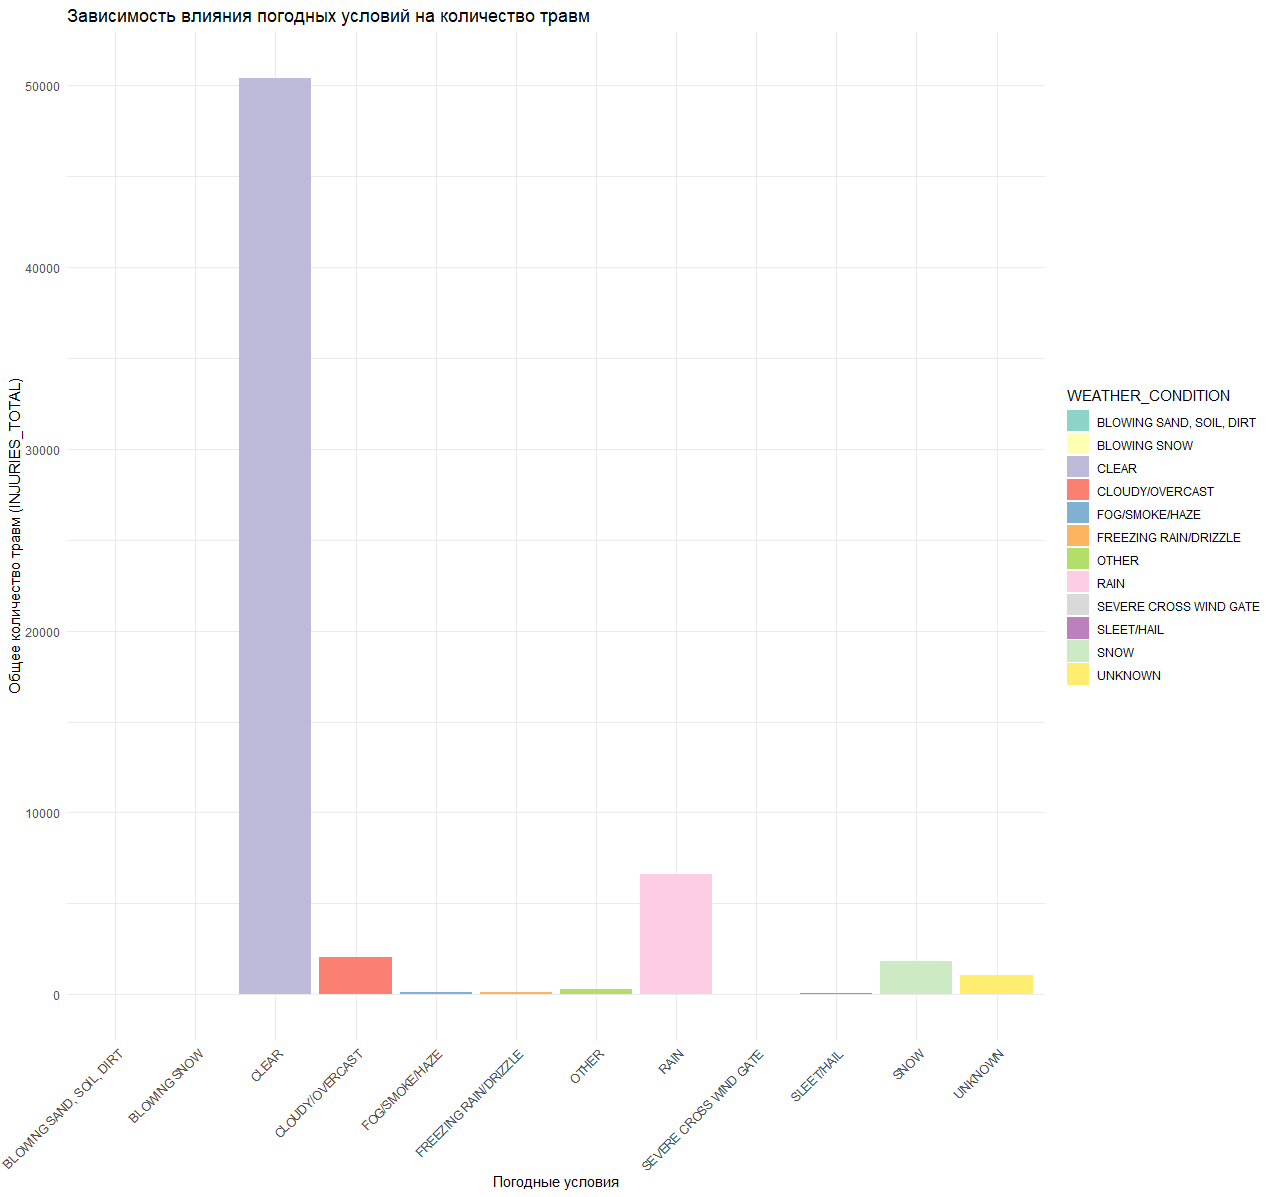 Зависимость влияния погодных условий на количество травм
Общее количество травм (INJURIES_TOTAL)
50000
40000
30000
20000
10000
0
BLOWING SAND, SOIL, DIRT
BLOWING SNOW
CLEAR
CLOUDY/OVERCAST
FOG/SMOKE/HAZE
FREEZING RAIN/DRIZZLE
OTHER
RAIN
SEVERE CROSS WIND GATE
SLEET/HAIL
SNOW
UNKNOWN
Погодные условия
WEATHER_CONDITION
BLOWING SAND, SOIL, DIRT
BLOWING SNOW
CLEAR
CLOUDY/OVERCAST
FOG/SMOKE/HAZE
FREEZING RAIN/DRIZZLE
OTHER
RAIN
SEVERE CROSS WIND GATE
SLEET/HAIL
SNOW
UNKNOWN